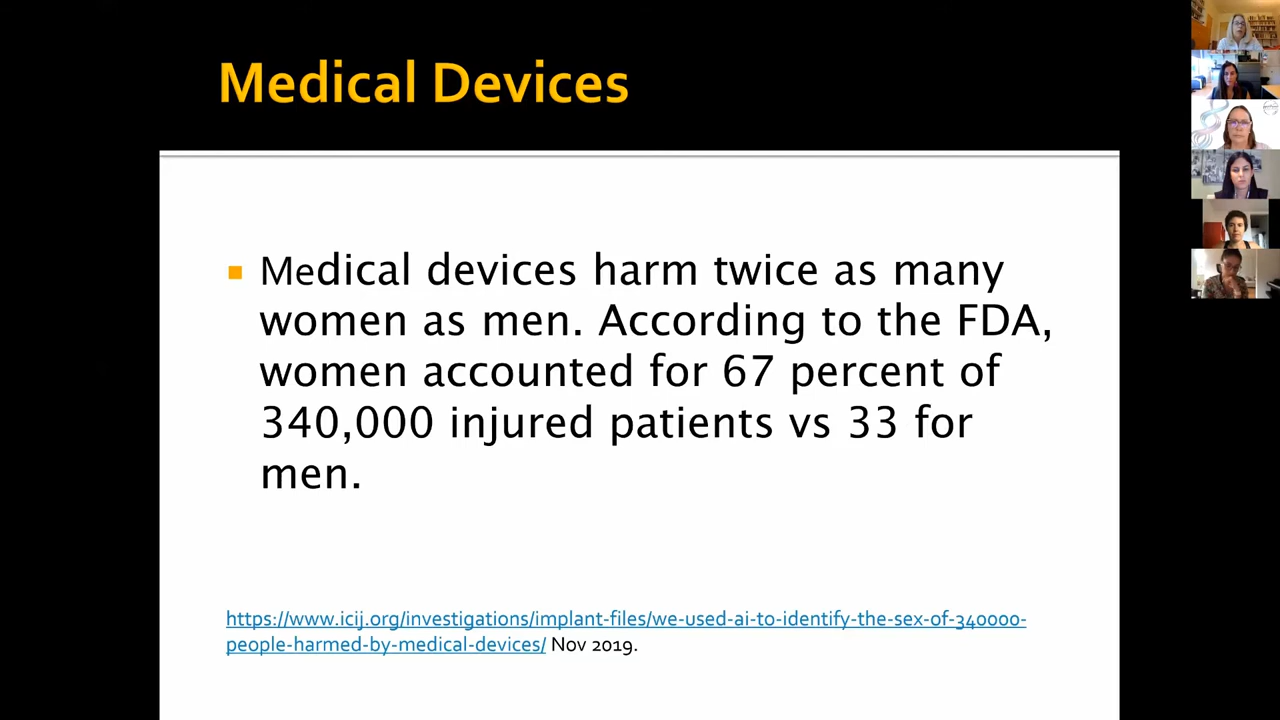 Medical Devices
Medical devices harm twice as many
women as men. According to the FDA,
women accounted for 67 percent of
340,000 injured patients vs 33 for
men.
https://www.icij.org/investigations/implant-files/we-used-ai-to-identify-the-sex-of-340000-
people-harmed-by-medical-devices/ Nov 2019.